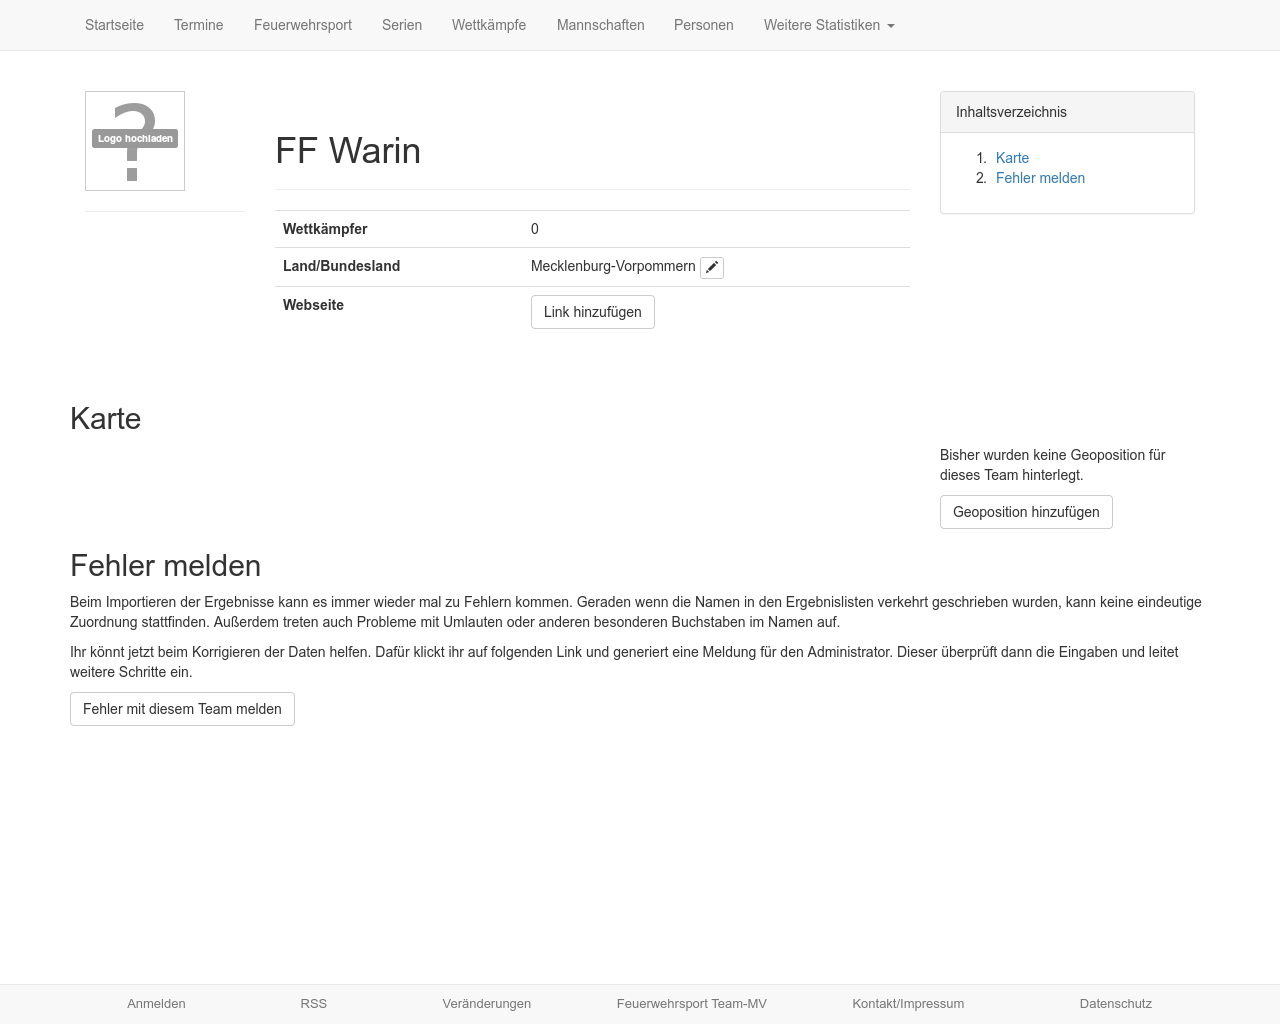 Startseite Termine Feuerwehrsport Serien Wettkämpfe Mannschaften Personen Weitere Statistiken
?
Logo hochladen
FF Warin
Wettkämpfer 0
Land/Bundesland Mecklenburg-Vorpommern
Webseite Link hinzufügen
Inhaltsverzeichnis
1. Karte
2. Fehler melden
Karte
Bisher wurden keine Geoposition für
dieses Team hinterlegt.
Geoposition hinzufügen
Fehler melden
Beim Importieren der Ergebnisse kann es immer wieder mal zu Fehlern kommen. Geraden wenn die Namen in den Ergebnislisten verkehrt geschrieben wurden, kann keine eindeutige
Zuordnung stattfinden. Außerdem treten auch Probleme mit Umlauten oder anderen besonderen Buchstaben im Namen auf.
Ihr könnt jetzt beim Korrigieren der Daten helfen. Dafür klickt ihr auf folgenden Link und generiert eine Meldung für den Administrator. Dieser überprüft dann die Eingaben und leitet
weitere Schritte ein.
Fehler mit diesem Team melden
Anmelden RSS Veränderungen Feuerwehrsport Team-MV Kontakt/Impressum Datenschutz